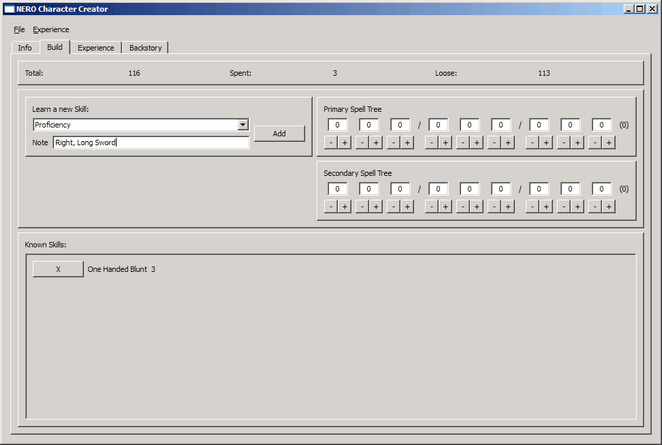 NERO Character Creator
File Experience
Info Build Experience Backstory
Total: 116 Spent: 3 Loose: 113
Learn a new Skill:
Proficiency
Note Right, Long Sword
Add
Primary Spell Tree
0 0 0 / 0 0 0 / 0 0 0 (0)
- + - + - + - + - + - + - + - + - +
Secondary Spell Tree
0 0 0 / 0 0 0 / 0 0 0 (0)
- + - + - + - + - + - + - + - + - +
Known Skills:
X One Handed Blunt 3